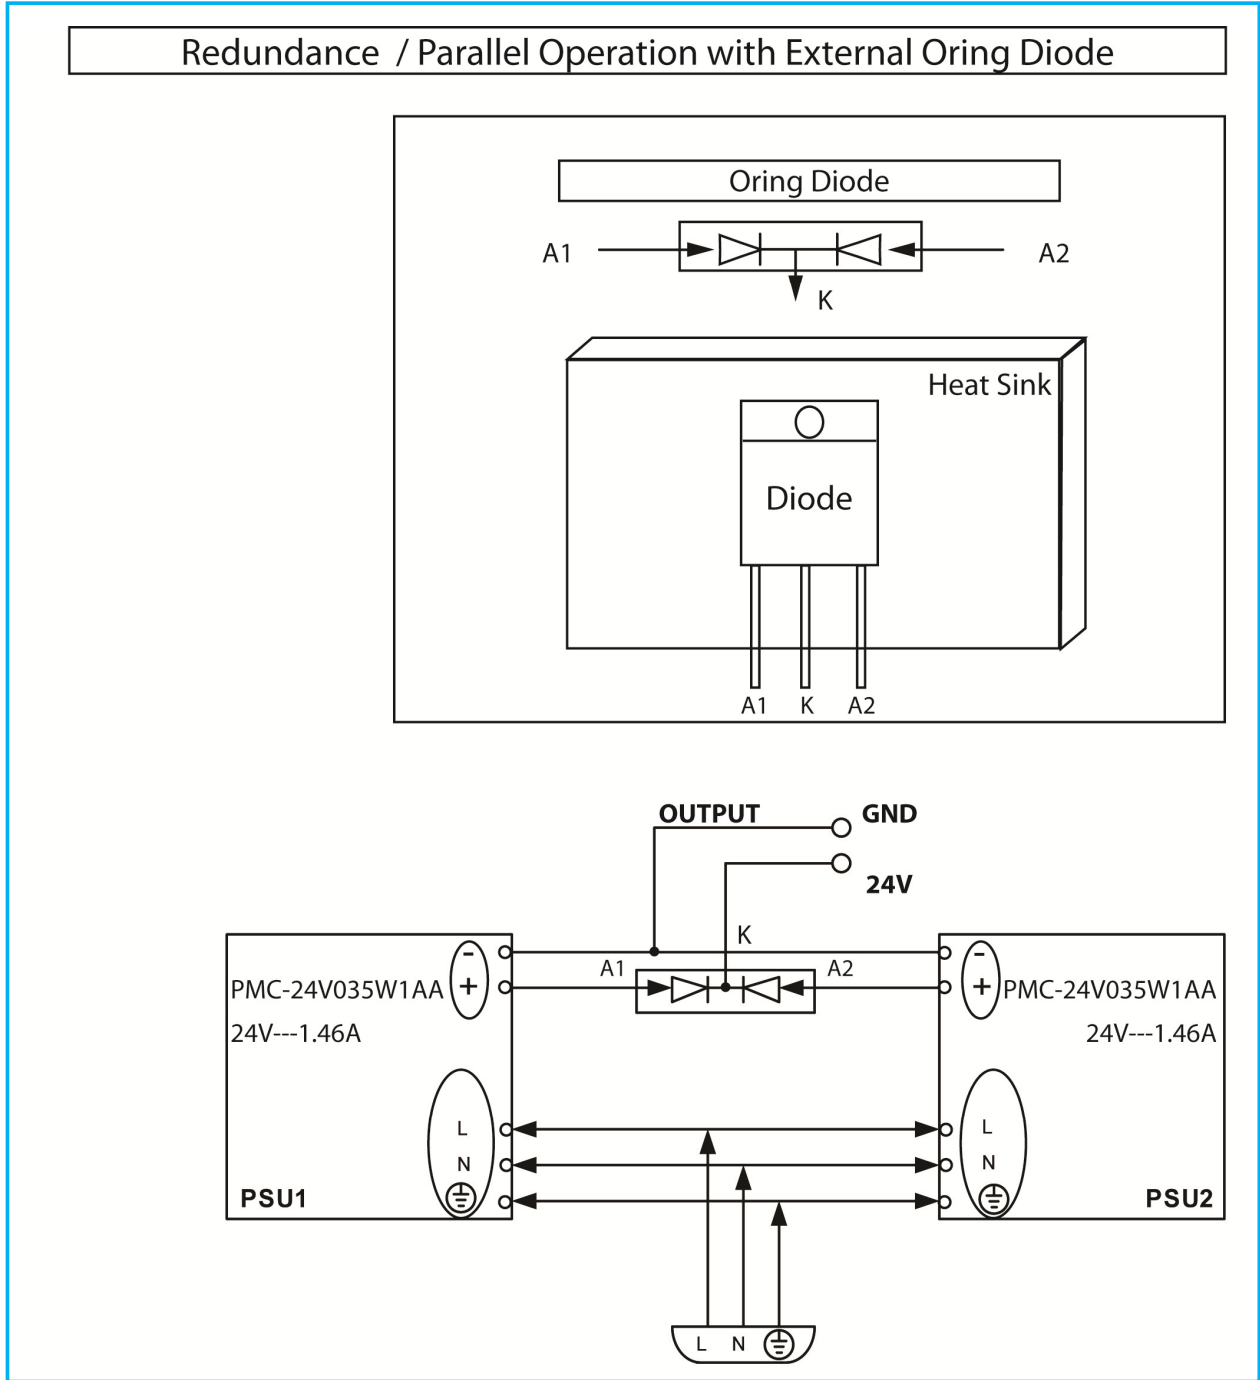 Redundance / Parallel Operation with External Oring Diode
Oring Diode
A1
A2
K
Heat Sink
Diode
A1 K A2
OUTPUT
GND
24V
K
A1
A2
-
+
PMC-24V035W1AA
24V---1.46A
L
N
PSU1
-
+
PMC-24V035W1AA
24V---1.46A
L
N
PSU2
L N